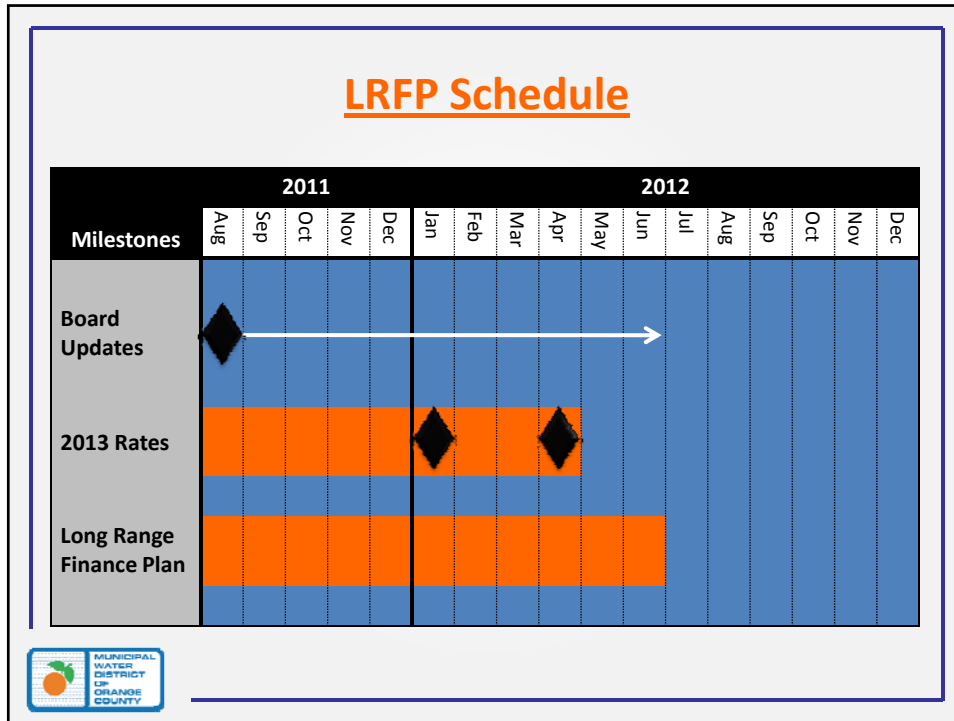 LRFP Schedule
2011 2012
Milestones Aug Sep Oct Nov Dec Jan Feb Mar Apr May Jun Jul Aug Sep Oct Nov Dec
Board
Updates
2013 Rates
Long Range
Finance Plan
MUNICIPAL
WATER
DISTRICT
OF
ORANGE
COUNTY